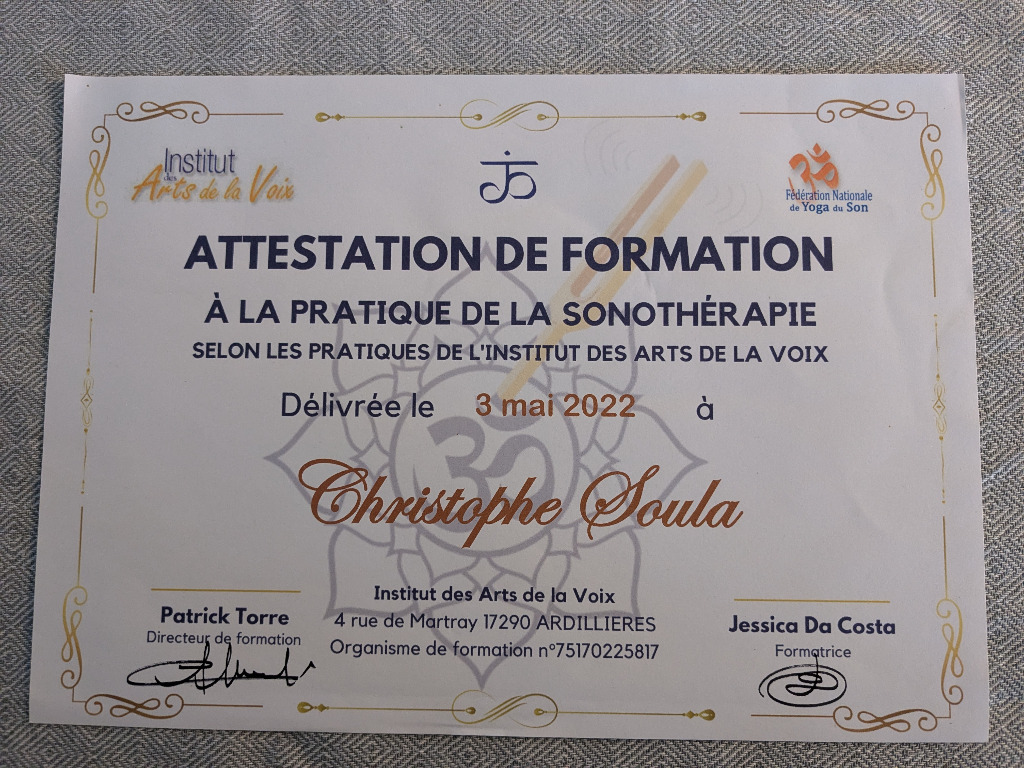 Institut
des
Arts de la Voix
Fédération Nationale
de Yoga du Son
ATTESTATION DE FORMATION
À LA PRATIQUE DE LA SONOTHÉRAPIE
SELON LES PRATIQUES DE L'INSTITUT DES ARTS DE LA VOIX
Délivrée le 3 mai 2022 à
Christophe Soula
Patrick Torre
Directeur de formation
Institut des Arts de la Voix
4 rue de Martray 17290 ARDILLIERES
Organisme de formation n°75170225817
Jessica Da Costa
Formatrice